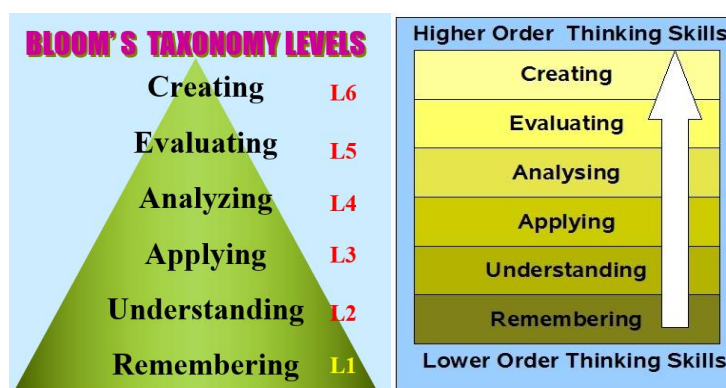 BLOOM'S TAXONOMY LEVELS
Creating L6
Evaluating L5
Analyzing L4
Applying L3
Understanding L2
Remembering L1
Higher Order Thinking Skills
Creating
Evaluating
Analysing
Applying
Understanding
Remembering
Lower Order Thinking Skills